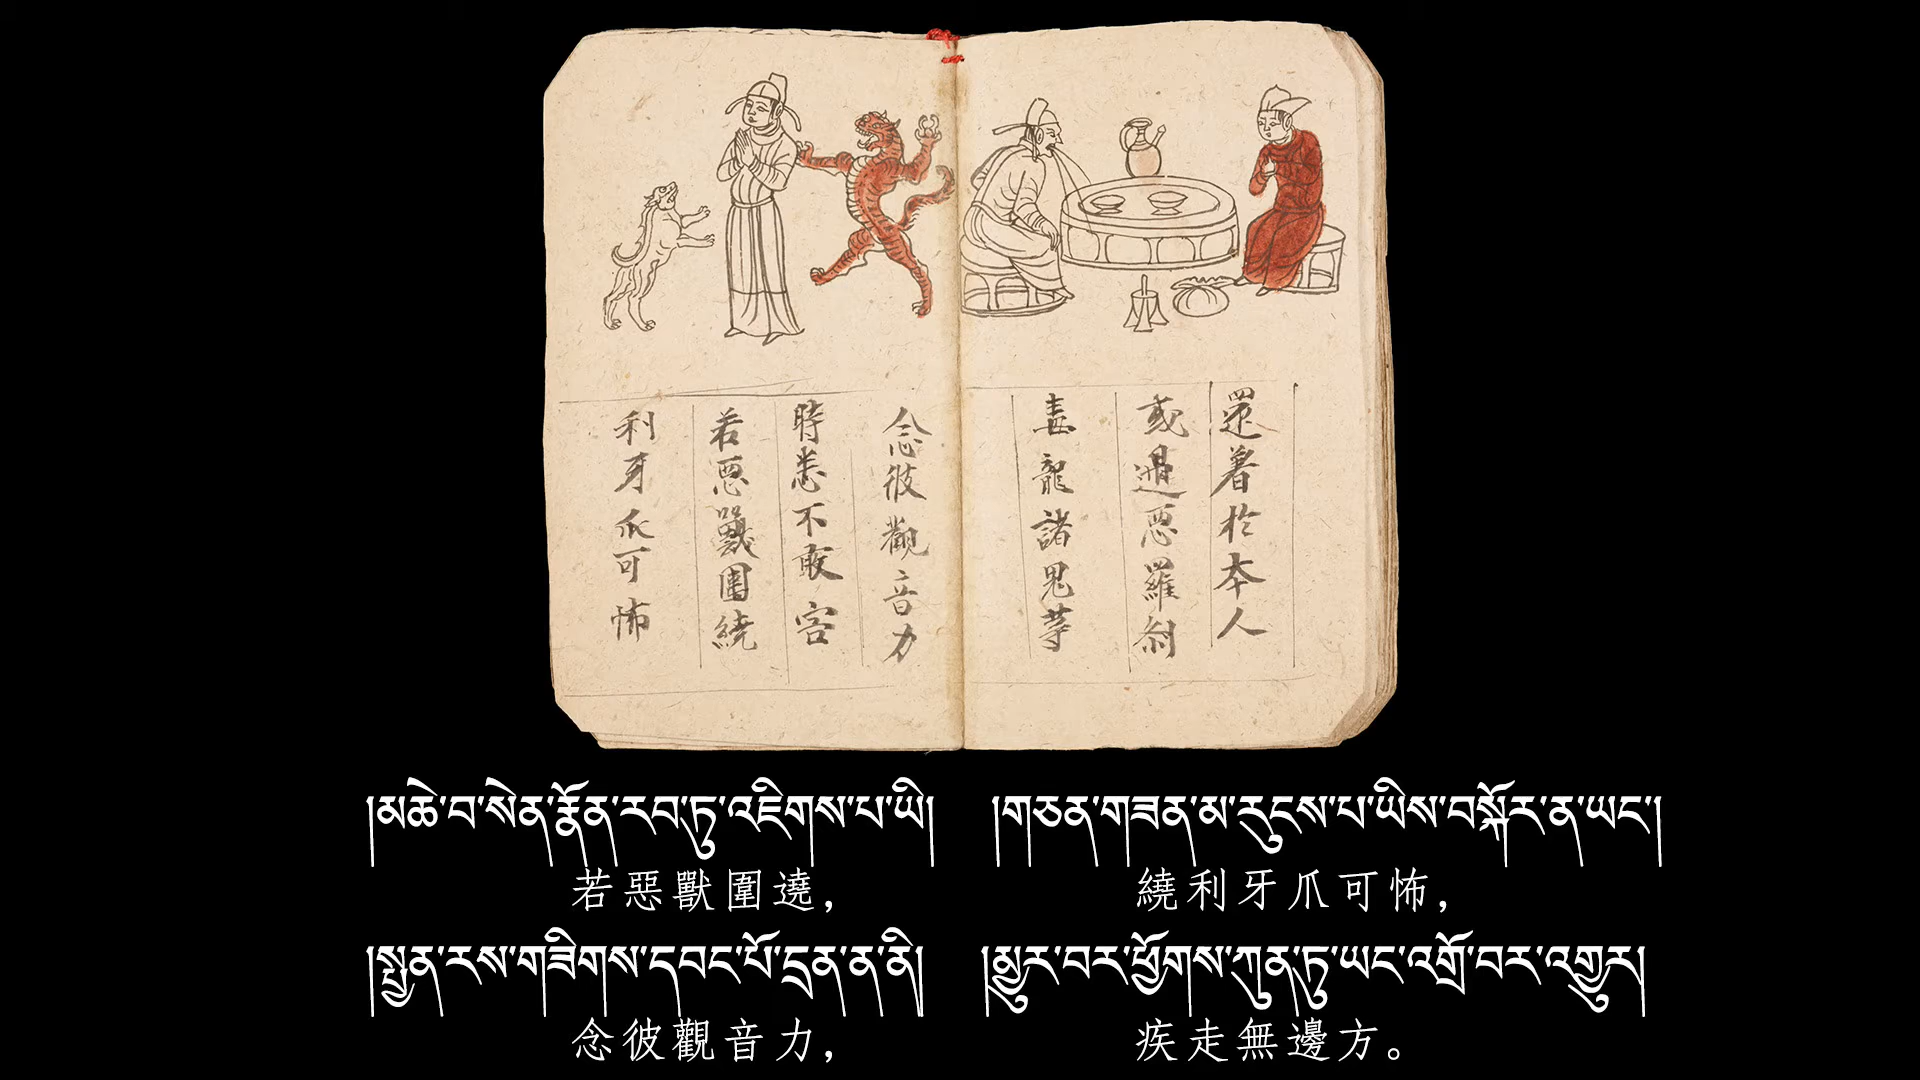 還著於本人
或遇惡羅剎
毒龍諸鬼等
念彼觀音力
時悉不敢害
若惡獸圍繞
利牙爪可怖
།མཆེ་བ་སེན་རྣོན་རབ་ཏུ་འཇིགས་པ་ཡི། །གཅན་གཟན་མ་རུངས་པ་ཡིས་བསྐོར་ན་ཡང་།
若惡獸圍遶， 繞利牙爪可怖，
།སྤྱན་རས་གཟིགས་དབང་པོ་དྲན་ན་ནི། །མྱུར་བར་ཕྱོགས་ཀུན་ཏུ་ཡང་འགྲོ་བར་འགྱུར།
念彼觀音力， 疾走無邊方。